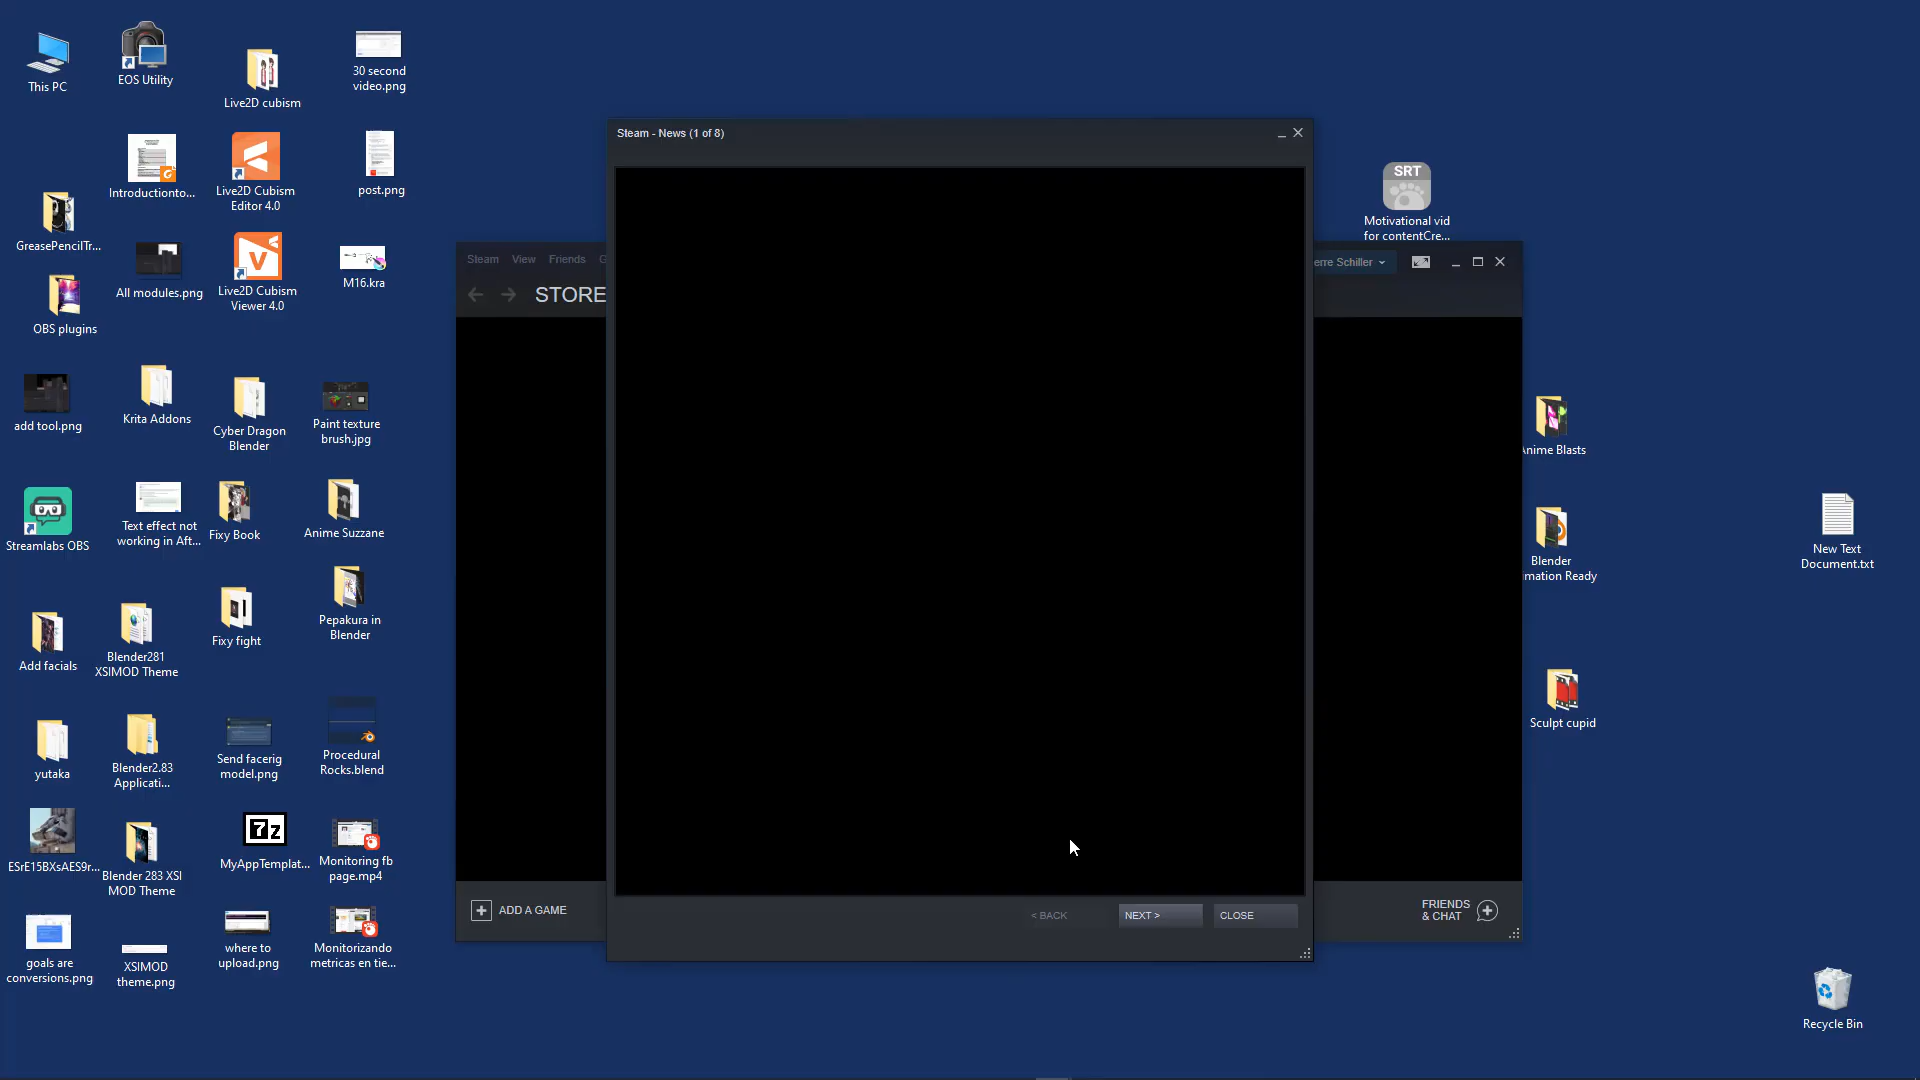 This PC
EOS Utility
Live2D cubism
30 second
video.png
Introductionto...
Live2D Cubism
Editor 4.0
post.png
GreasePencilTr...
All modules.png
Live2D Cubism
Viewer 4.0
M16.kra
OBS plugins
add tool.png
Krita Addons
Cyber Dragon
Blender
Paint texture
brush.jpg
Streamlabs OBS
Text effect not
working in Aft...
Fixy Book
Anime Suzzane
Add facials
Blender281
XSIMOD Theme
Fixy fight
Pepakura in
Blender
yutaka
Blender2.83
Applicati...
Send facerig
model.png
Procedural
Rocks.blend
ESrE15BXsAES9r...
Blender 283 XSI
MOD Theme
7z
MyAppTemplat...
Monitoring fb
page.mp4
goals are
conversions.png
XSIMOD
theme.png
where to
upload.png
Monitorizando
metricas en tie...
Steam - News (1 of 8)
Steam View Friends G
STORE
erre Schiller
ADD A GAME
< BACK
NEXT >
CLOSE
FRIENDS
& CHAT
SRT
Motivational vid
for contentCre...
Anime Blasts
Blender
mation Ready
Sculpt cupid
New Text
Document.txt
Recycle Bin